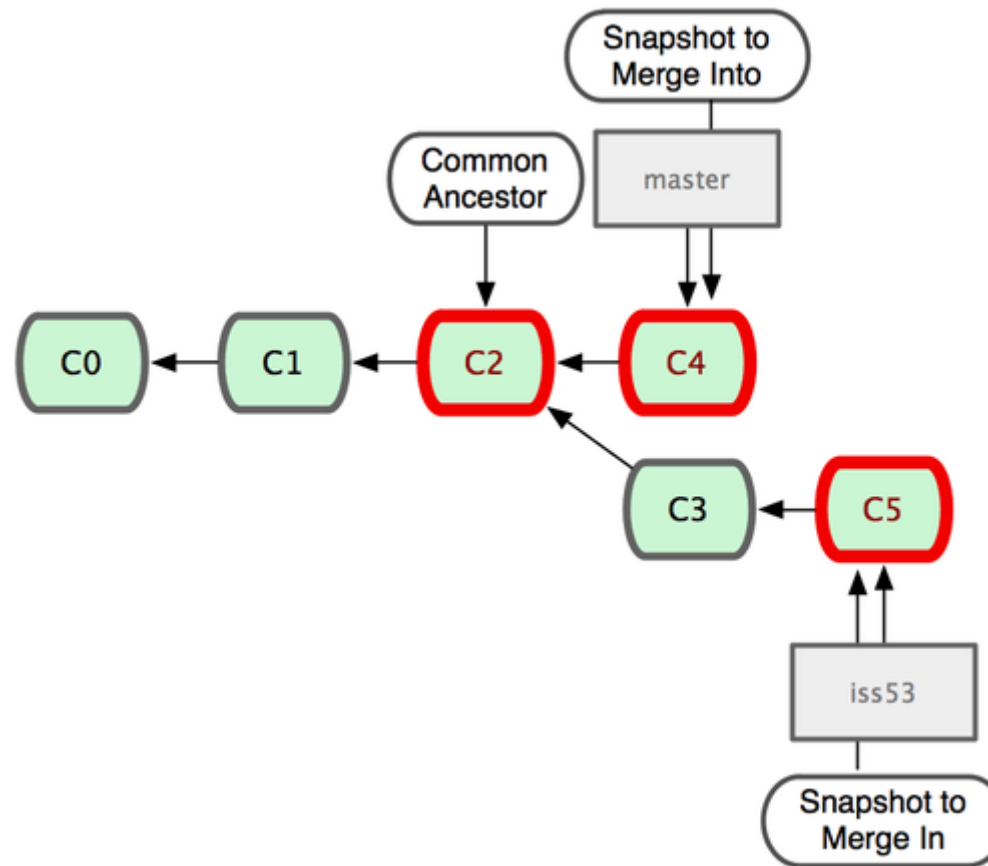 Snapshot to
Merge Into
master
Common
Ancestor
C0
C1
C2
C4
C3
C5
iss53
Snapshot to
Merge In